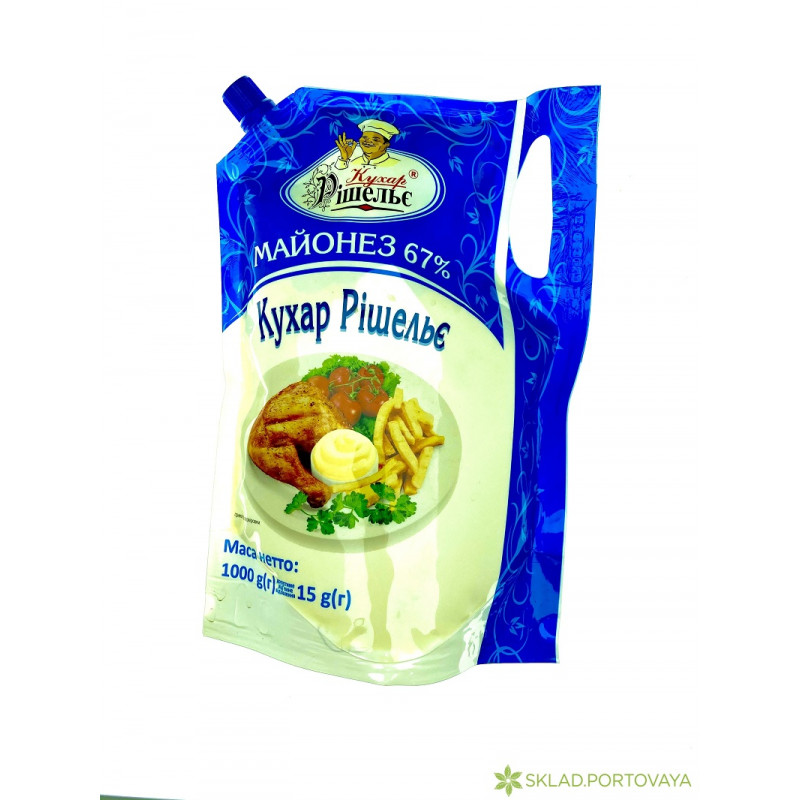 Кухар®
Рішельє
МАЙОНЕЗ 67%
Кухар Рішельє
Маса нетто:
1000 g(г) 15 g(г)
SKLAD.PORTOVAYA